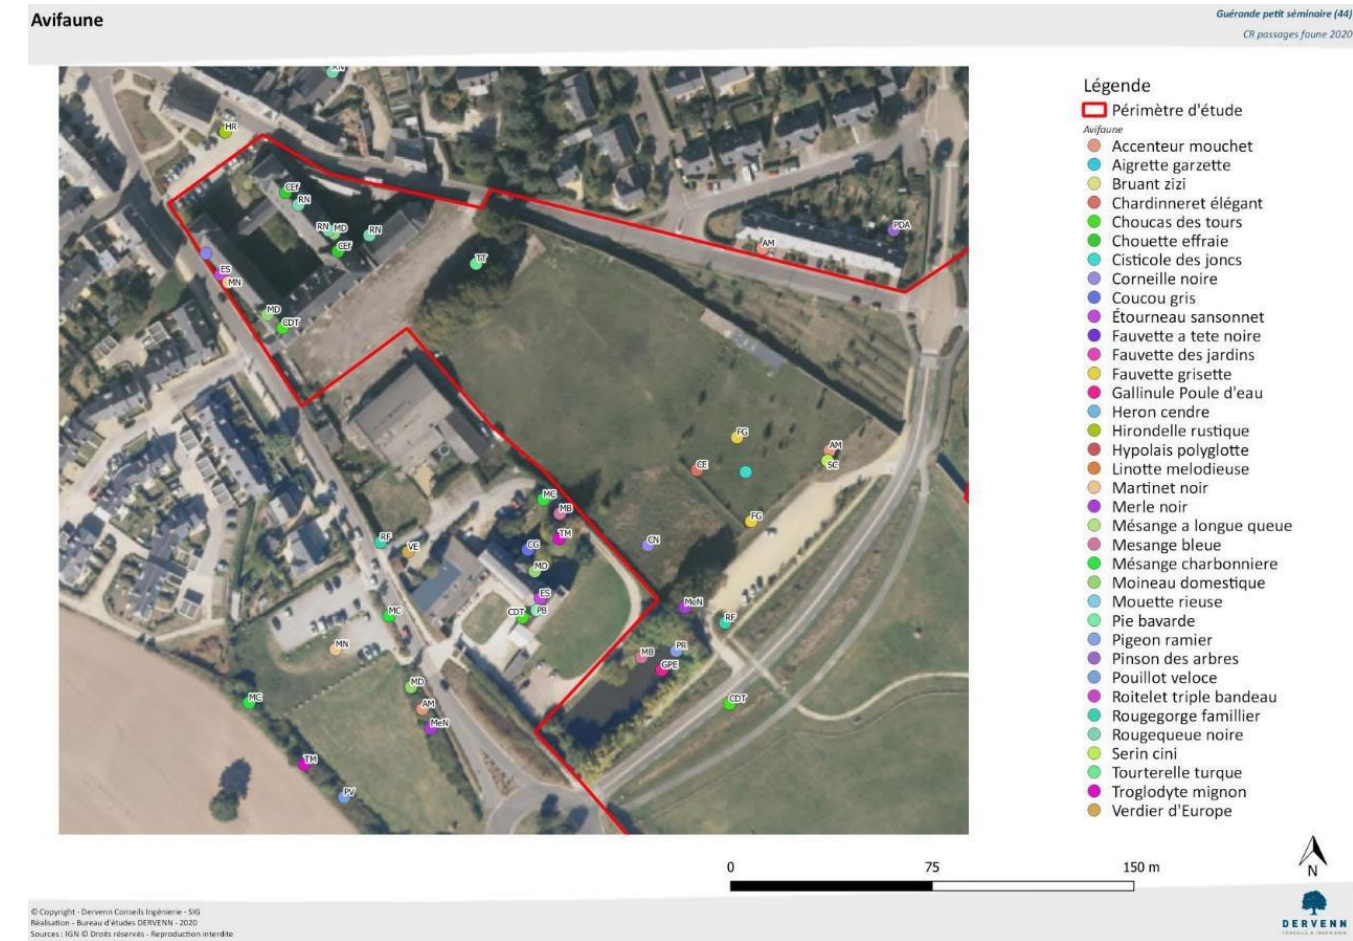 Avifaune
Guérande petit séminaire (44)
CR passages faune 2020
Légende
Périmètre d'étude
Avifaune
Accenteur mouchet
Aigrette garzette
Bruant zizi
Chardinneret élégant
Choucas des tours
Chouette effraie
Cisticole des joncs
Corneille noire
Coucou gris
Étourneau sansonnet
Fauvette a tete noire
Fauvette des jardins
Fauvette grisette
Gallinule Poule d'eau
Heron cendre
Hirondelle rustique
Hypolais polyglotte
Linotte melodieuse
Martinet noir
Merle noir
Mésange a longue queue
Mesange bleue
Mésange charbonniere
Moineau domestique
Mouette rieuse
Pie bavarde
Pigeon ramier
Pinson des arbres
Pouillot veloce
Roitelet triple bandeau
Rougegorge famillier
Rougequeue noire
Serin cini
Tourterelle turque
Troglodyte mignon
Verdier d'Europe
RN
HR
CEf
RN
RN MD
RN
CEf
ES
MN
MD
CDT
TT
AM
PDA
FG
AM
SC
CE
FG
MC
MB
TM
CG
MD
CN
RF
VE
ES
CDT
PB
MC
MN
MeN
RF
MB
PR
GPE
CDT
MD
AM
MeN
MC
TM
PV
0
75
150 m
N
© Copyright - Dervenn Conseils Ingénierie - SIG
Réalisation - Bureau d'études DERVENN - 2020
Sources : IGN © Droits réservés - Reproduction interdite
DERVENN
CONSEILS & INGÉNIERIE